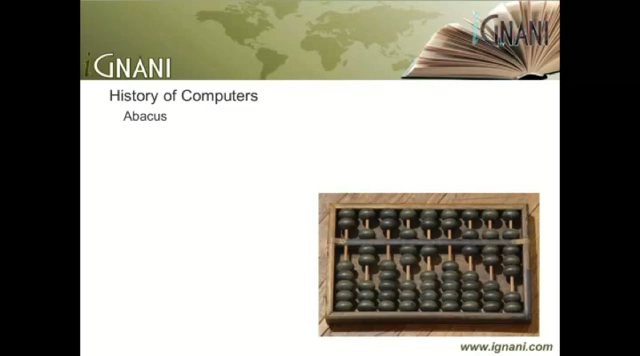 iGNANI
iGNANI
History of Computers
Abacus
www.ignani.com